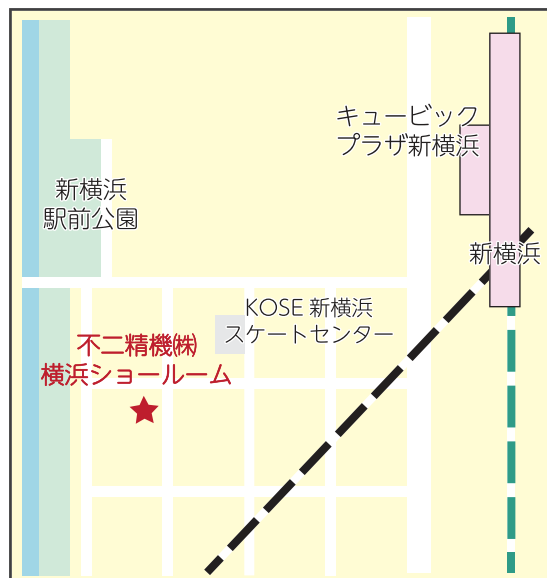 キュービック
プラザ新横浜
新横浜
駅前公園
新横浜
KOSE 新横浜
スケートセンター
不二精機㈱
横浜ショールーム